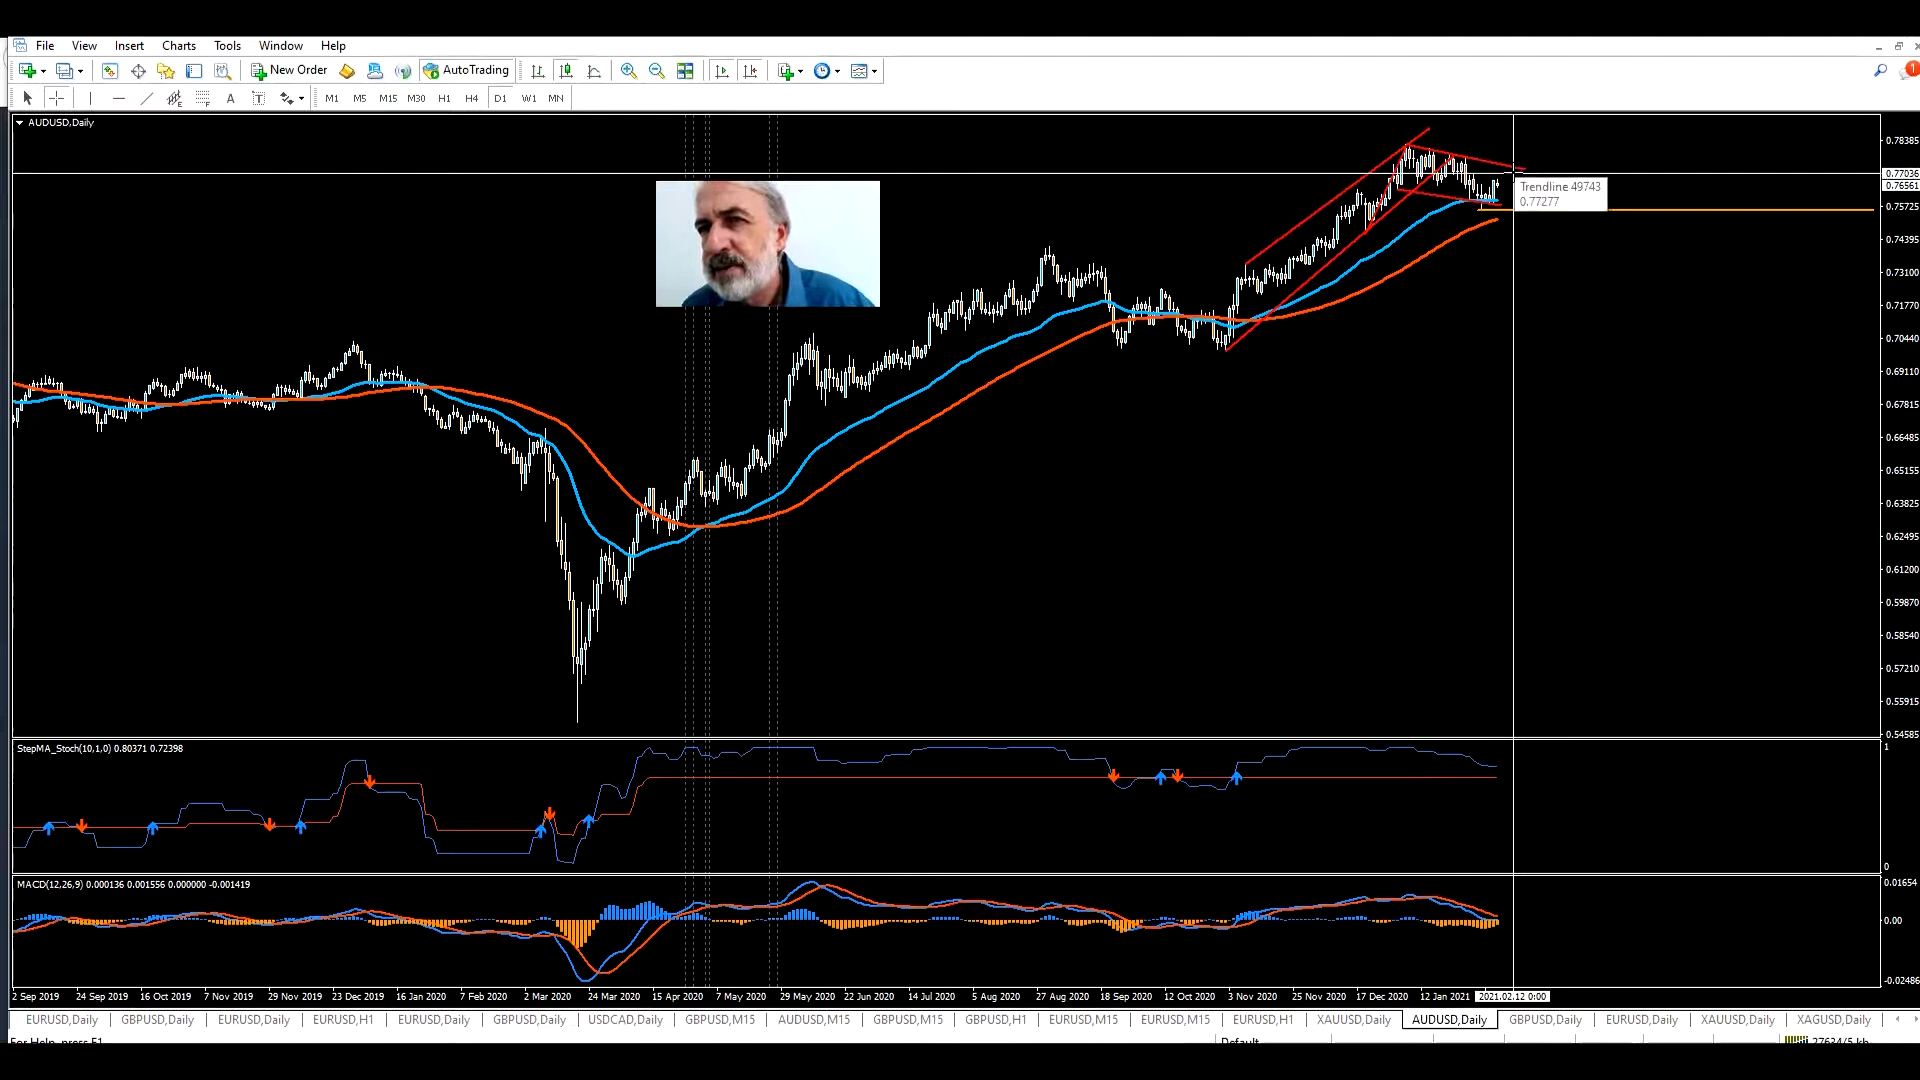 File View Insert Charts Tools Window Help
New Order AutoTrading 1
A T M1 M5 M15 M30 H1 H4 D1 W1 MN
AUDUSD,Daily
0.78385
0.77036
0.76561
Trendline 49743
0.77277
0.75725
0.74395
0.73100
0.71770
0.70440
0.69110
0.67815
0.66485
0.65155
0.63825
0.62495
0.61200
0.59870
0.58540
0.57210
0.55915
0.54585
StepMA_Stoch(10,1,0) 0.80371 0.72398
1
0
MACD(12,26,9) 0.000136 0.001556 0.000000 -0.001419
0.01654
0.00
-0.02486
2 Sep 2019 24 Sep 2019 16 Oct 2019 7 Nov 2019 29 Nov 2019 23 Dec 2019 16 Jan 2020 7 Feb 2020 2 Mar 2020 24 Mar 2020 15 Apr 2020 7 May 2020 29 May 2020 22 Jun 2020 14 Jul 2020 5 Aug 2020 27 Aug 2020 18 Sep 2020 12 Oct 2020 3 Nov 2020 25 Nov 2020 17 Dec 2020 12 Jan 2021 2021.02.12 0:00
EURUSD,Daily GBPUSD,Daily EURUSD,Daily EURUSD,H1 EURUSD,Daily GBPUSD,Daily USDCAD,Daily GBPUSD,M15 AUDUSD,M15 GBPUSD,M15 GBPUSD,H1 EURUSD,M15 EURUSD,M15 EURUSD,H1 XAUUSD,Daily AUDUSD,Daily GBPUSD,Daily EURUSD,Daily XAUUSD,Daily XAGUSD,Daily
For Help, press F1 Default 27634/5 kb